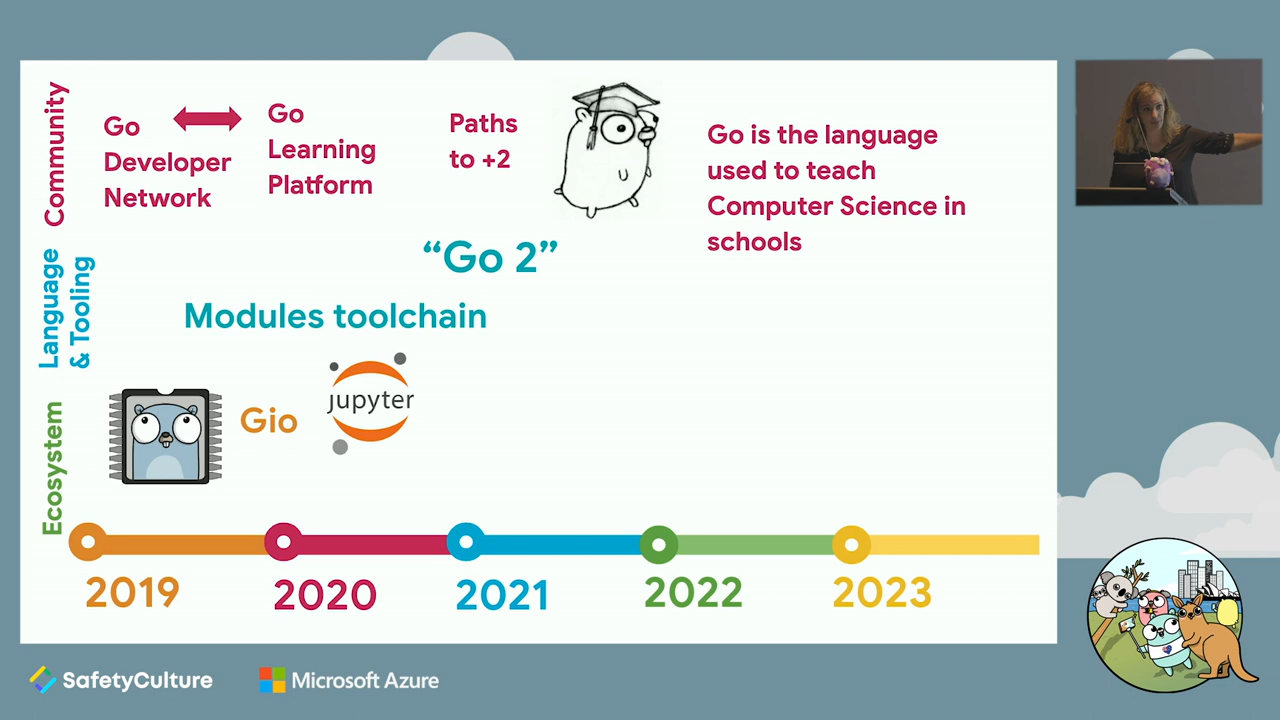 Community
Go
Developer
Network
Go
Learning
Platform
Paths
to +2
Go is the language
used to teach
Computer Science in
schools
Language
& Tooling
“Go 2”
Modules toolchain
Ecosystem
Gio
jupyter
2019
2020
2021
2022
2023
SafetyCulture
Microsoft Azure